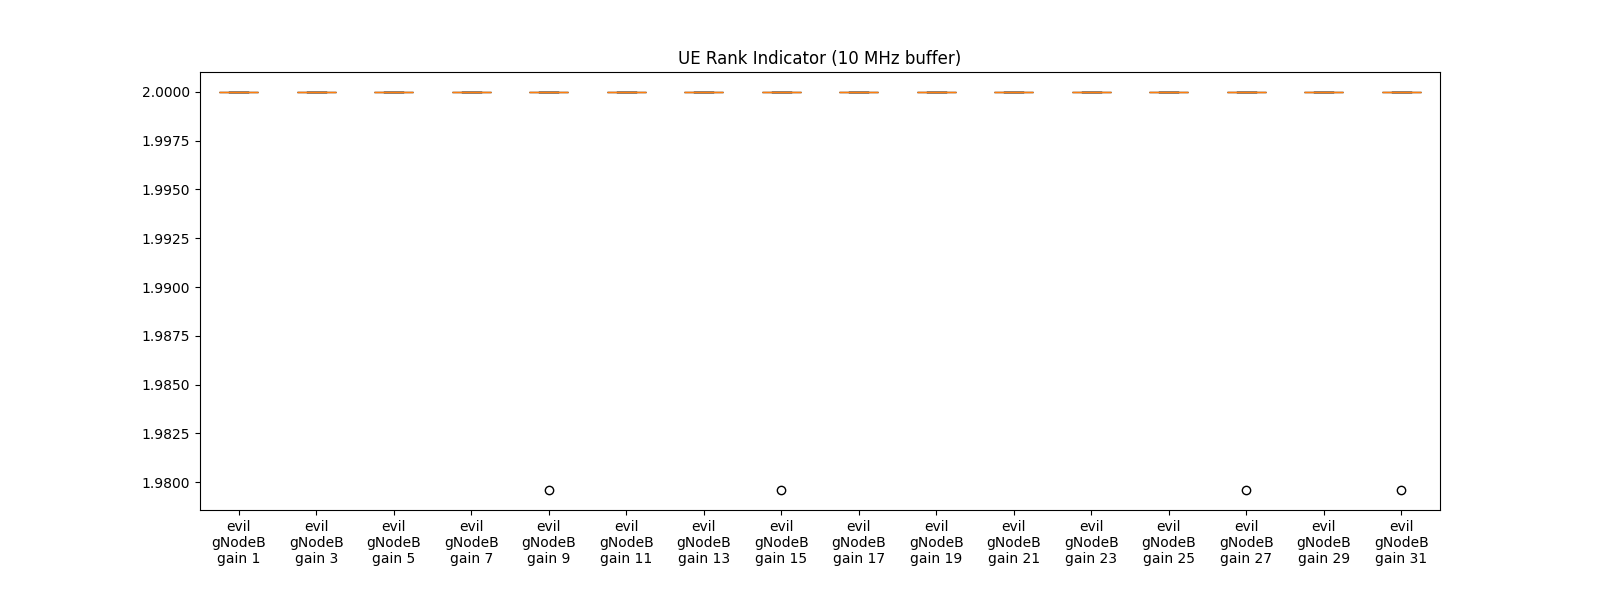 UE Rank Indicator (10 MHz buffer)
2.0000
1.9975
1.9950
1.9925
1.9900
1.9875
1.9850
1.9825
1.9800
evil gNodeB gain 1
evil gNodeB gain 3
evil gNodeB gain 5
evil gNodeB gain 7
evil gNodeB gain 9
evil gNodeB gain 11
evil gNodeB gain 13
evil gNodeB gain 15
evil gNodeB gain 17
evil gNodeB gain 19
evil gNodeB gain 21
evil gNodeB gain 23
evil gNodeB gain 25
evil gNodeB gain 27
evil gNodeB gain 29
evil gNodeB gain 31